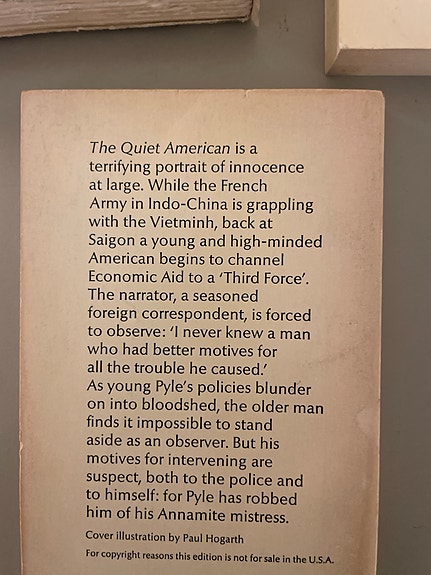 The Quiet American is a
terrifying portrait of innocence
at large. While the French
Army in Indo-China is grappling
with the Vietminh, back at
Saigon a young and high-minded
American begins to channel
Economic Aid to a ‘Third Force’.
The narrator, a seasoned
foreign correspondent, is forced
to observe: ‘I never knew a man
who had better motives for
all the trouble he caused.’
As young Pyle’s policies blunder
on into bloodshed, the older man
finds it impossible to stand
aside as an observer. But his
motives for intervening are
suspect, both to the police and
to himself: for Pyle has robbed
him of his Annamite mistress.
Cover illustration by Paul Hogarth
For copyright reasons this edition is not for sale in the U.S.A.